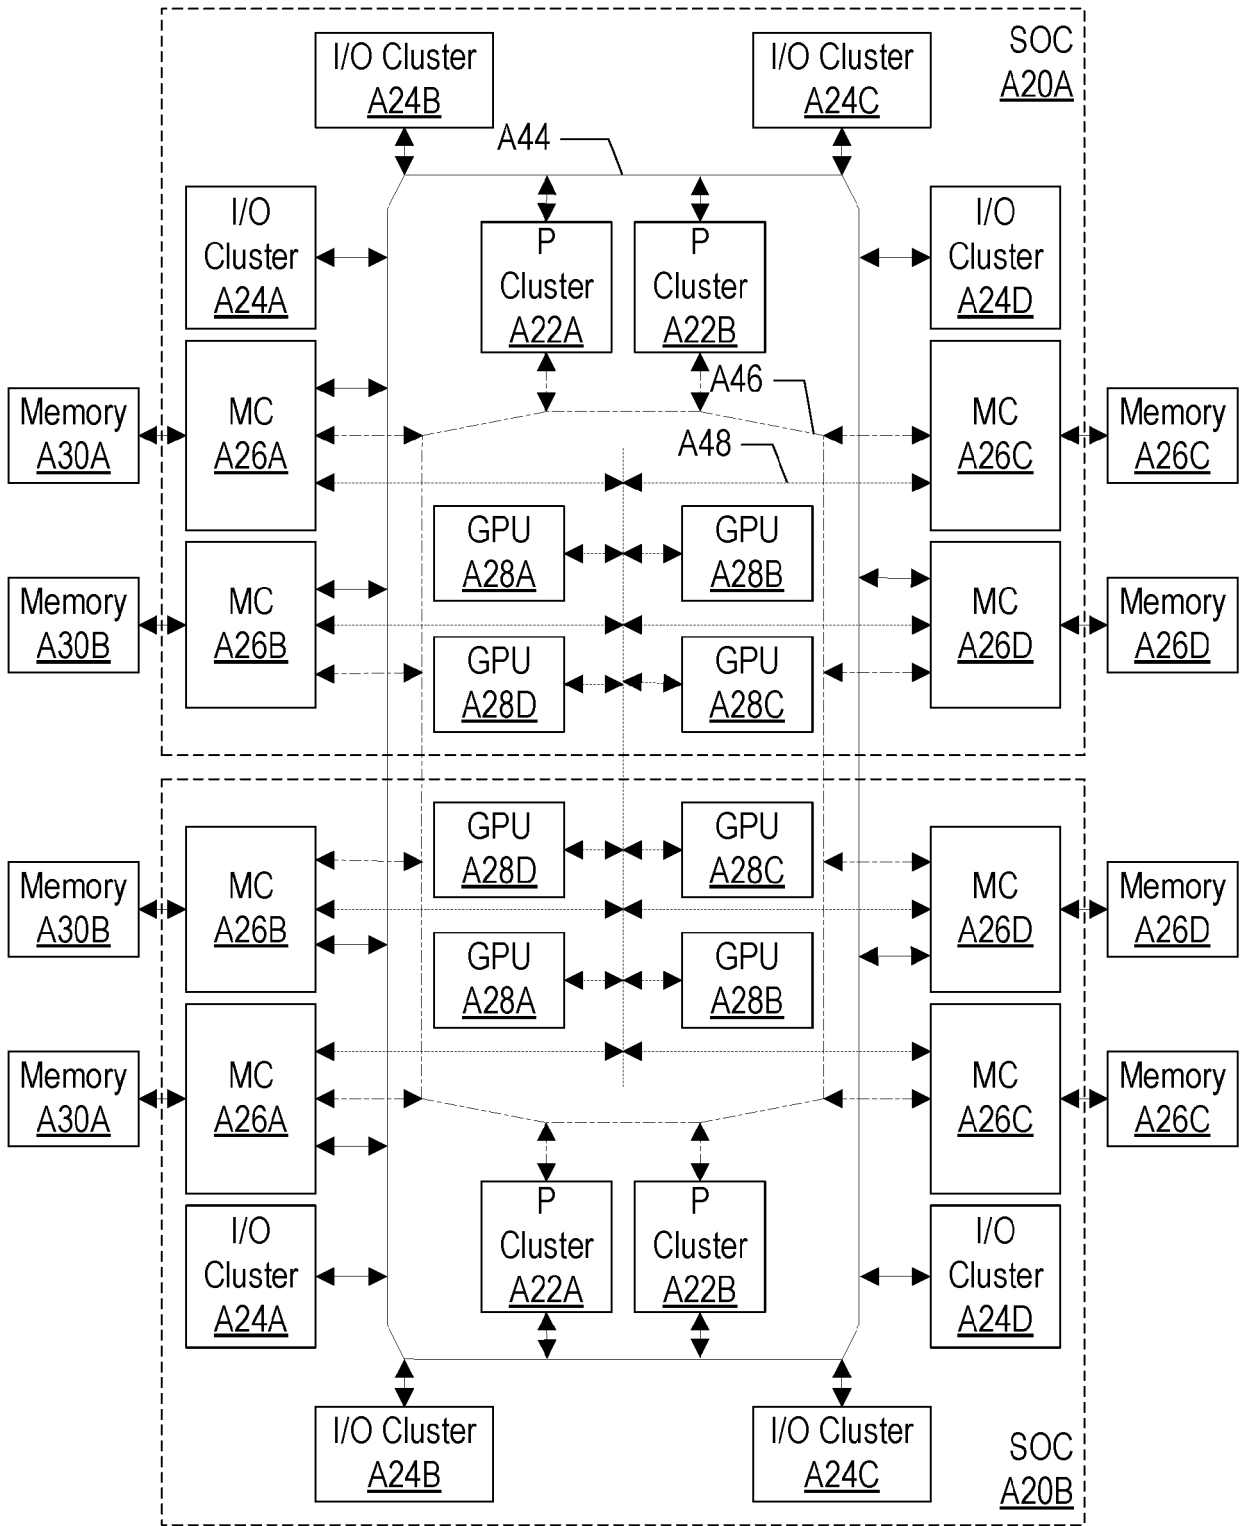 SOC
A20A
I/O Cluster
A24B
I/O Cluster
A24C
A44
I/O
Cluster
A24A
P
Cluster
A22A
P
Cluster
A22B
I/O
Cluster
A24D
A46
A48
Memory
A30A
MC
A26A
MC
A26C
Memory
A26C
GPU
A28A
GPU
A28B
Memory
A30B
MC
A26B
MC
A26D
Memory
A26D
GPU
A28D
GPU
A28C
GPU
A28D
GPU
A28C
Memory
A30B
MC
A26B
MC
A26D
Memory
A26D
GPU
A28A
GPU
A28B
Memory
A30A
MC
A26A
MC
A26C
Memory
A26C
I/O
Cluster
A24A
P
Cluster
A22A
P
Cluster
A22B
I/O
Cluster
A24D
I/O Cluster
A24B
I/O Cluster
A24C
SOC
A20B